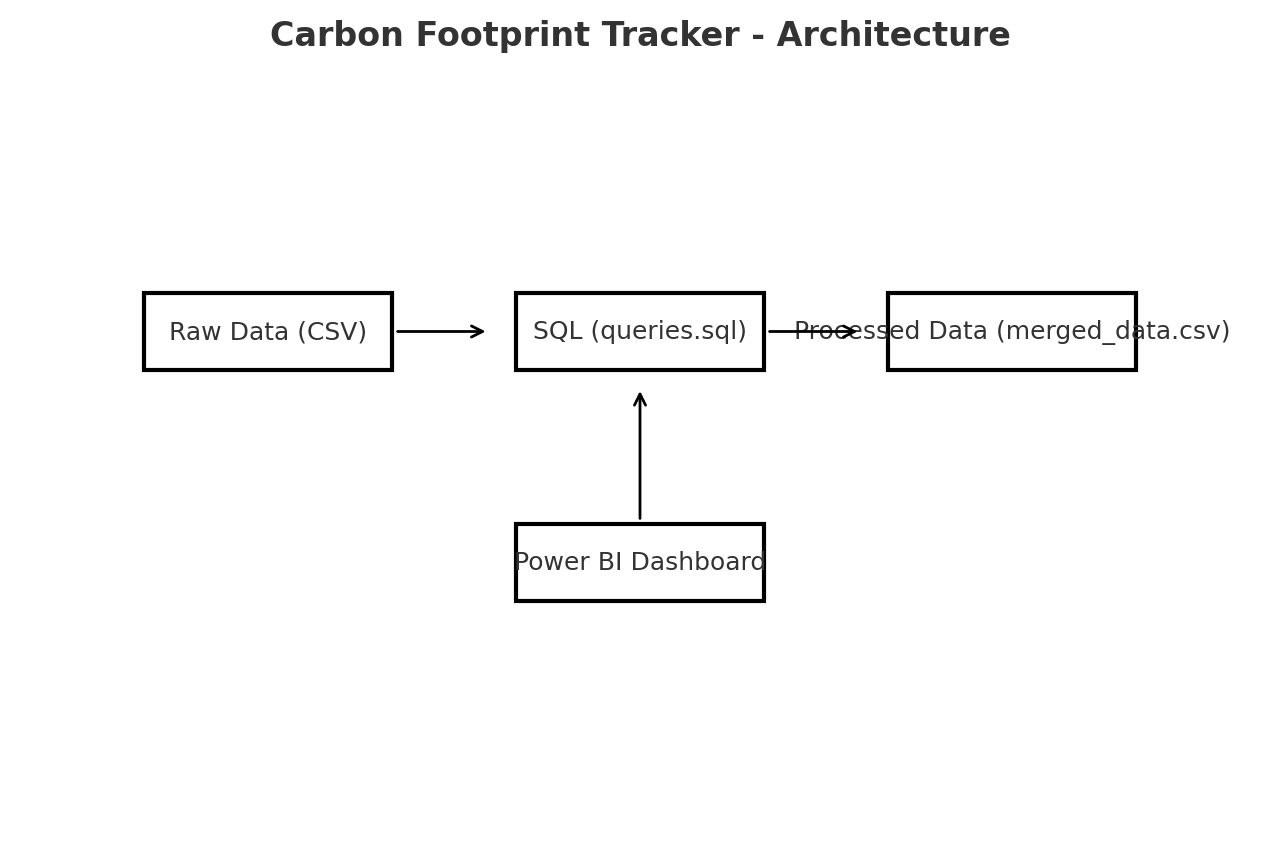 Carbon Footprint Tracker - Architecture
Raw Data (CSV)
SQL (queries.sql)
Processed Data (merged_data.csv)
Power BI Dashboard